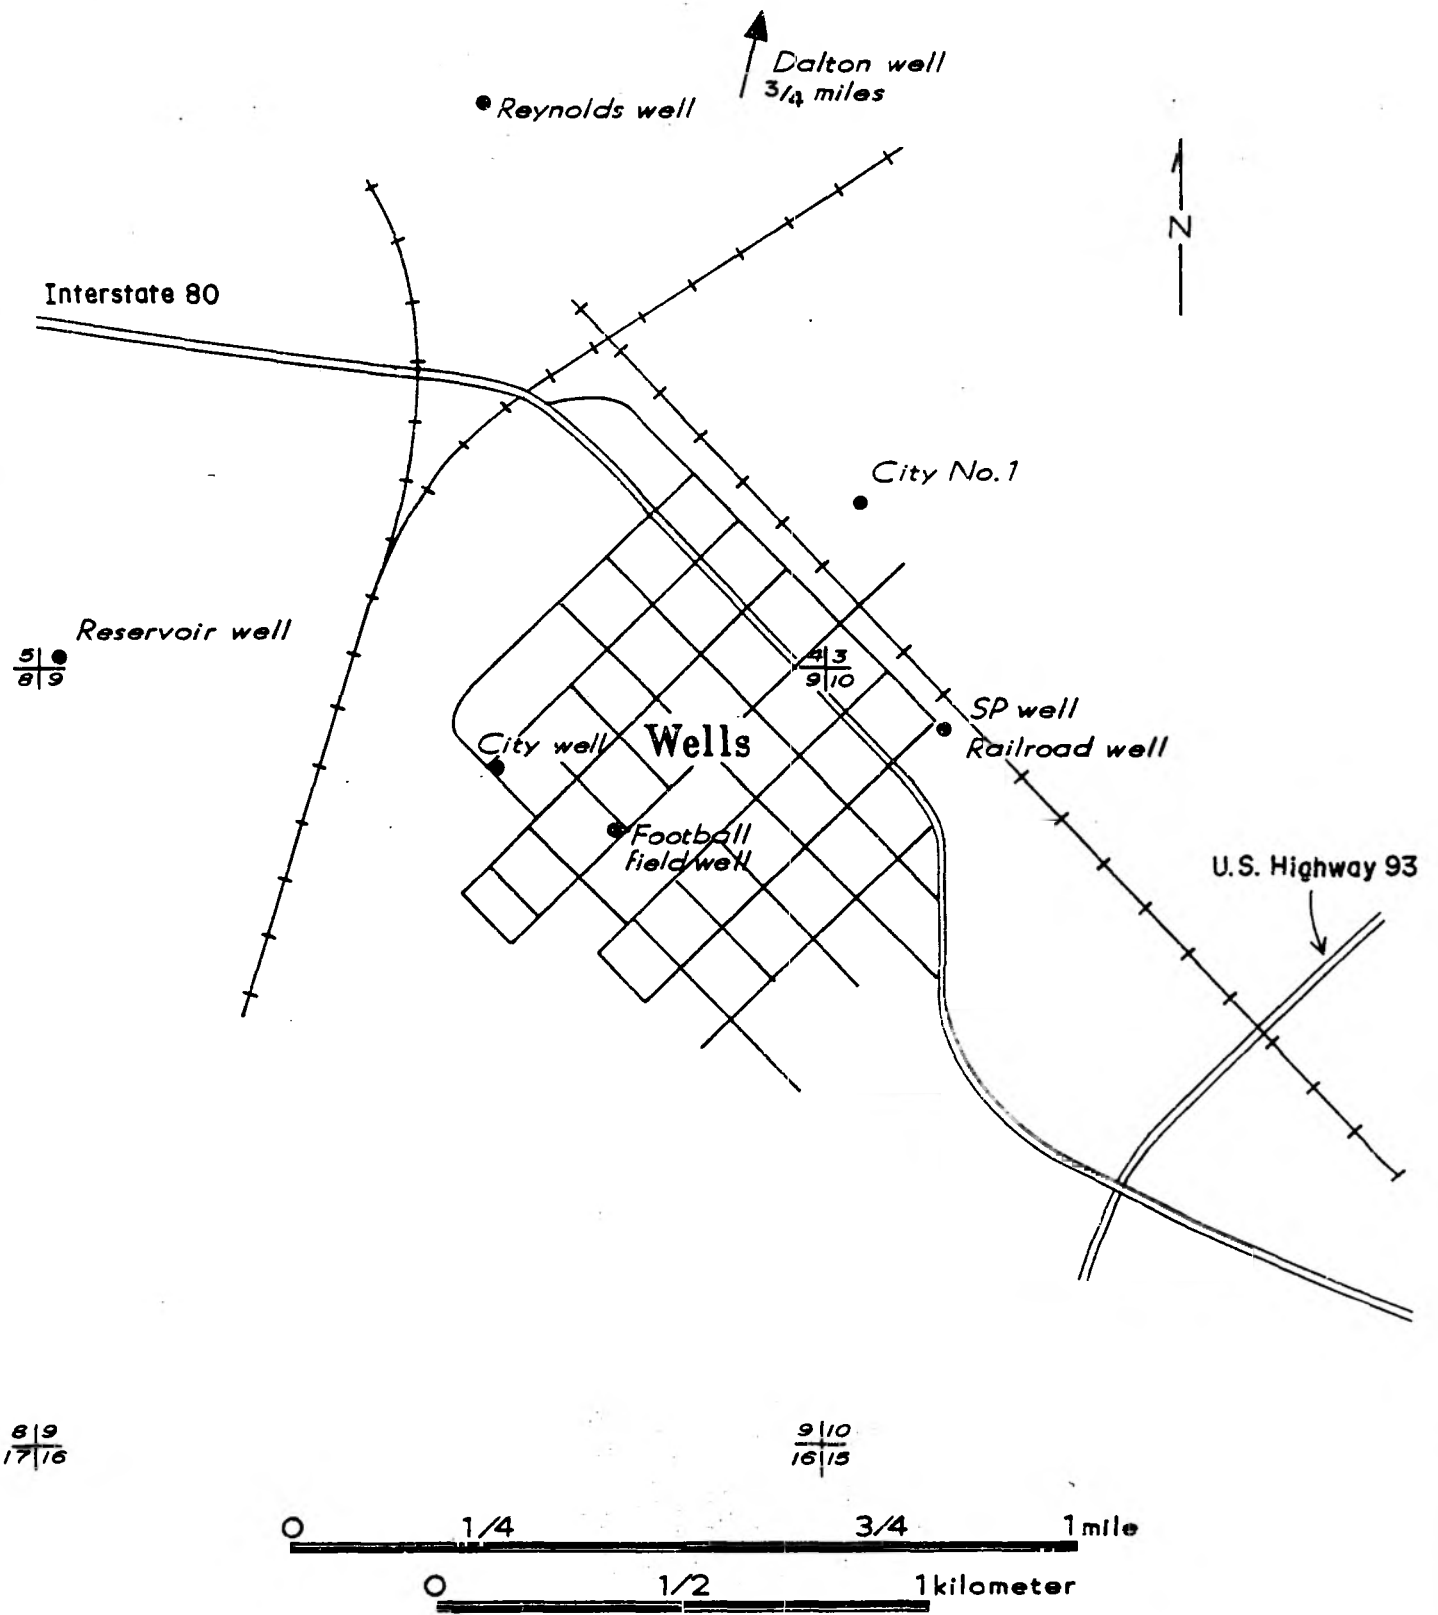 Dalton well
3/4 miles
Reynolds well
N
Interstate 80
City No. 1
Reservoir well
5 | 8 | 9
4 | 3
9 | 10
SP well
Railroad well
City well
Wells
Football
field well
U.S. Highway 93
8 | 9
17 | 16
9 | 10
16 | 15
0 1/4 3/4 1 mile
0 1/2 1 kilometer